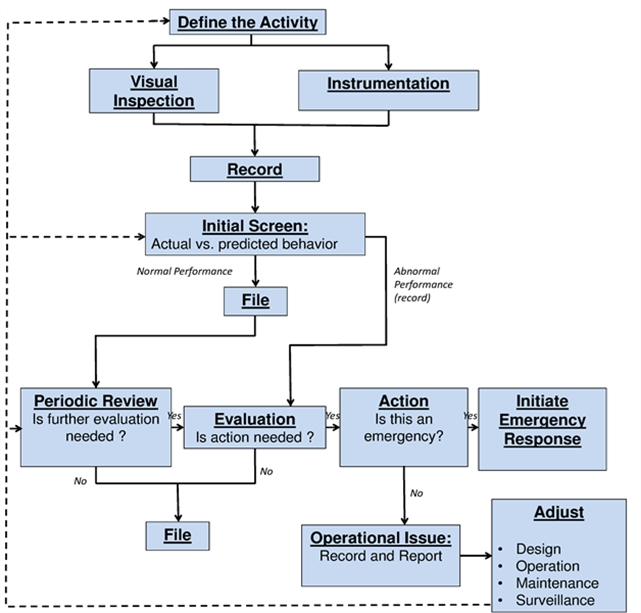 Define the Activity
Visual
Inspection
Instrumentation
Record
Initial Screen:
Actual vs. predicted behavior
Normal Performance
Abnormal
Performance
(record)
File
Periodic Review
Is further evaluation
needed ?
Yes
Evaluation
Is action needed ?
Yes
Action
Is this an
emergency?
Yes
Initiate
Emergency
Response
No
No
File
No
Operational Issue:
Record and Report
Adjust
• Design
• Operation
• Maintenance
• Surveillance